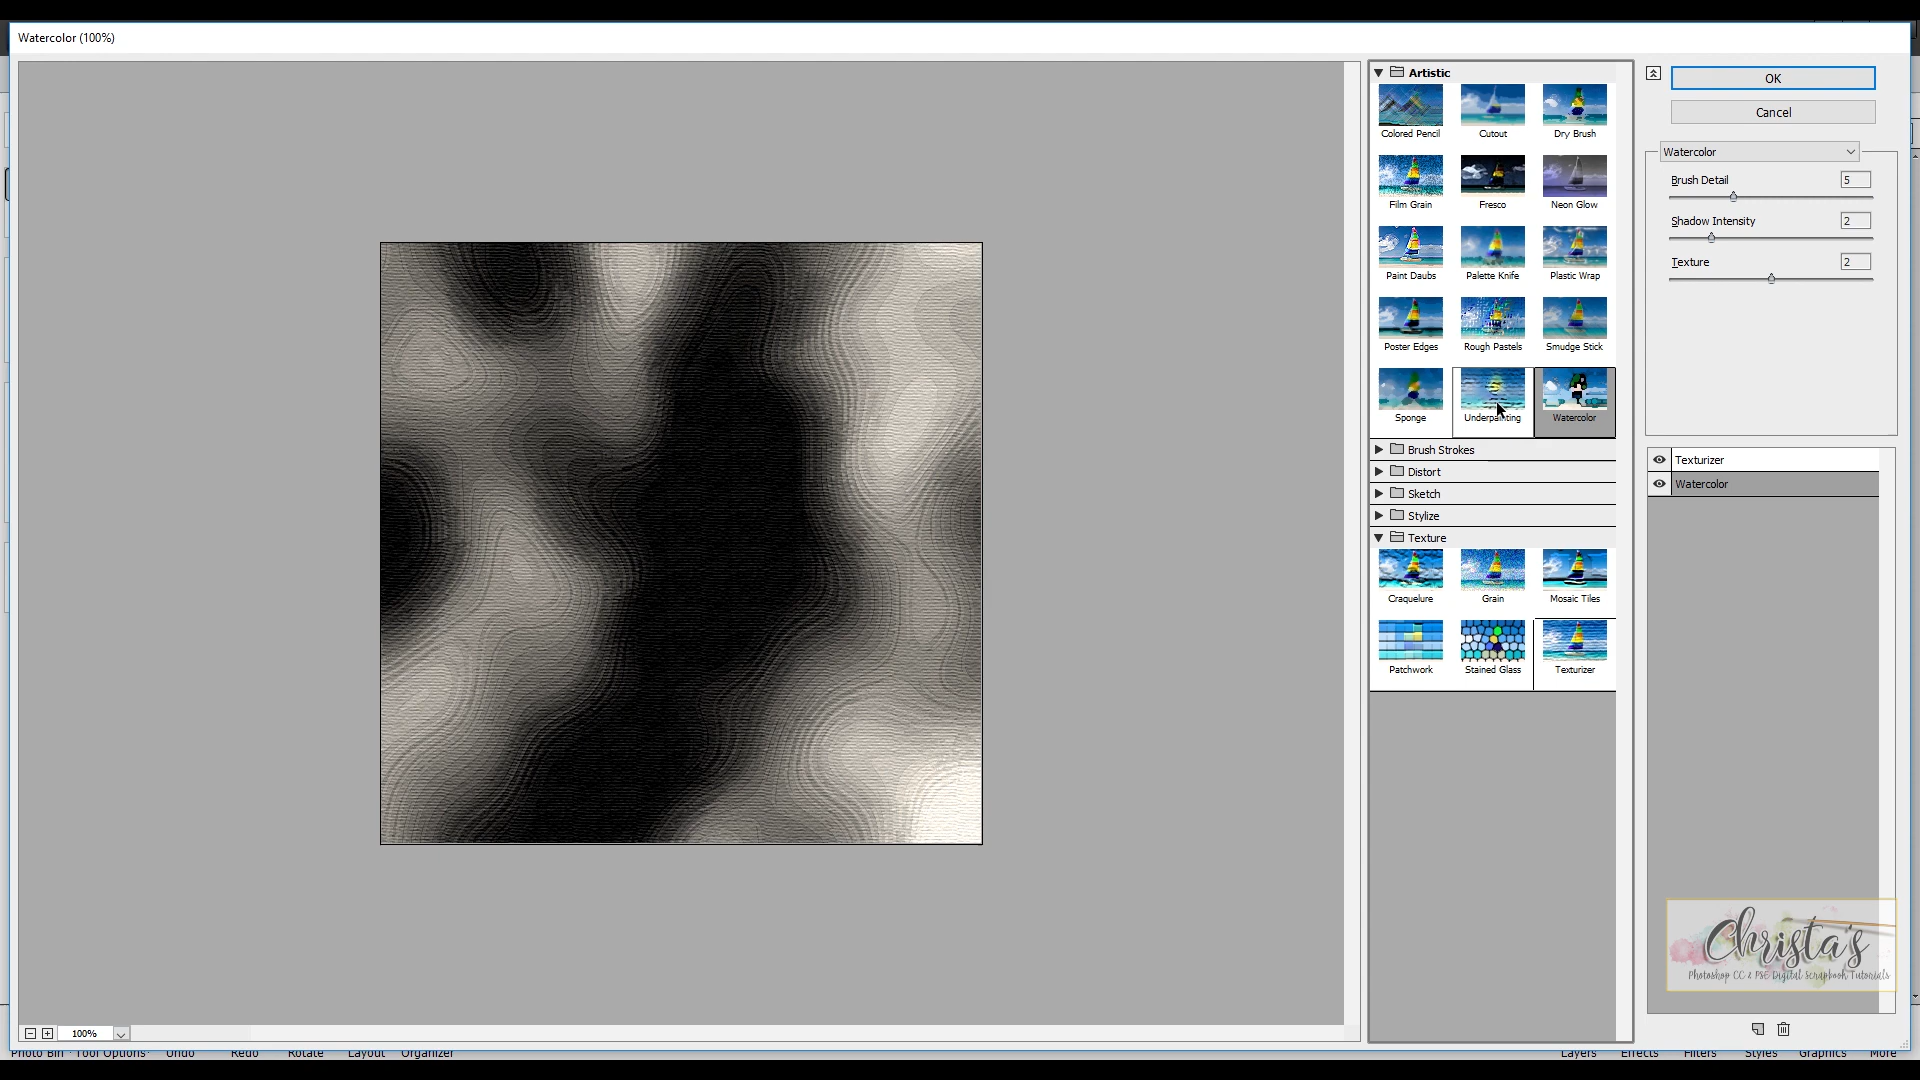 Watercolor (100%)
Artistic
Colored Pencil
Cutout
Dry Brush
Film Grain
Fresco
Neon Glow
Paint Daubs
Palette Knife
Plastic Wrap
Poster Edges
Rough Pastels
Smudge Stick
Sponge
Underpainting
Watercolor
Brush Strokes
Distort
Sketch
Stylize
Texture
Craquelure
Grain
Mosaic Tiles
Patchwork
Stained Glass
Texturizer
OK
Cancel
Watercolor
Brush Detail 5
Shadow Intensity 2
Texture 2
Texturizer
Watercolor
Christa's
Photoshop CC & PSE Digital Scrapbook Tutorials
100%
Photo Bin Tool Options Undo Redo Rotate Layout Organizer Layers Effects Filters Styles Graphics More